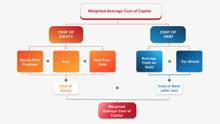 Weighted Average Cost of Capital
COST OF
EQUITY
COST OF
DEBT
Equity Risk
Premium
Beta
Risk Free
Rate
Average
Yield on
Debt
Tax Shield
Cost of
Equity
Cost of Debt
(after tax)
Weighted
Average
Cost of Capital